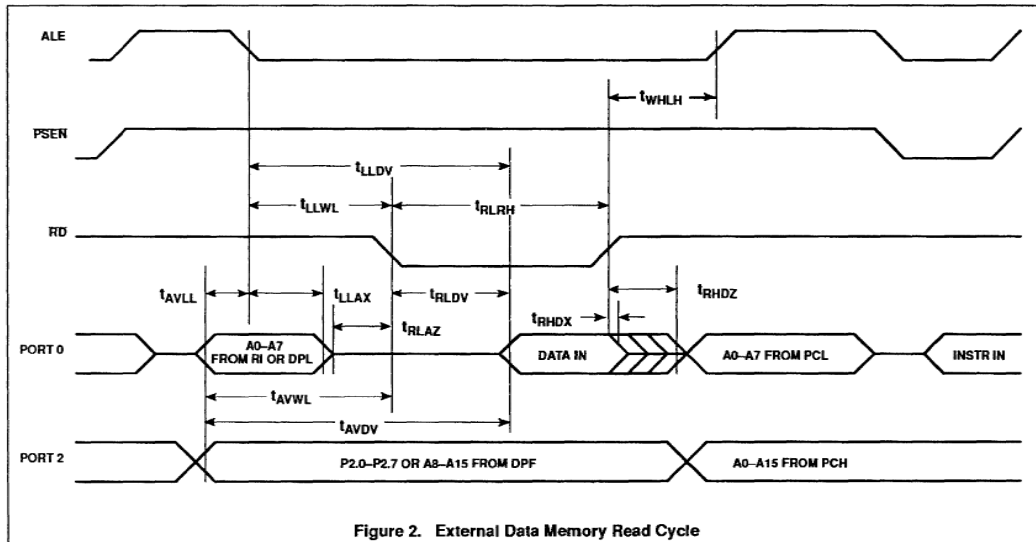 ALE
tWHLH
PSEN
tLLDV
tLLWL
tRLRH
RD
tAVLL
tLLAX
tRLDV
tRHDZ
tRLAZ
tRHDX
PORT 0
A0–A7
FROM RI OR DPL
DATA IN
A0–A7 FROM PCL
INSTR IN
tAVWL
tAVDV
PORT 2
P2.0–P2.7 OR A8–A15 FROM DPF
A0–A15 FROM PCH
Figure 2. External Data Memory Read Cycle